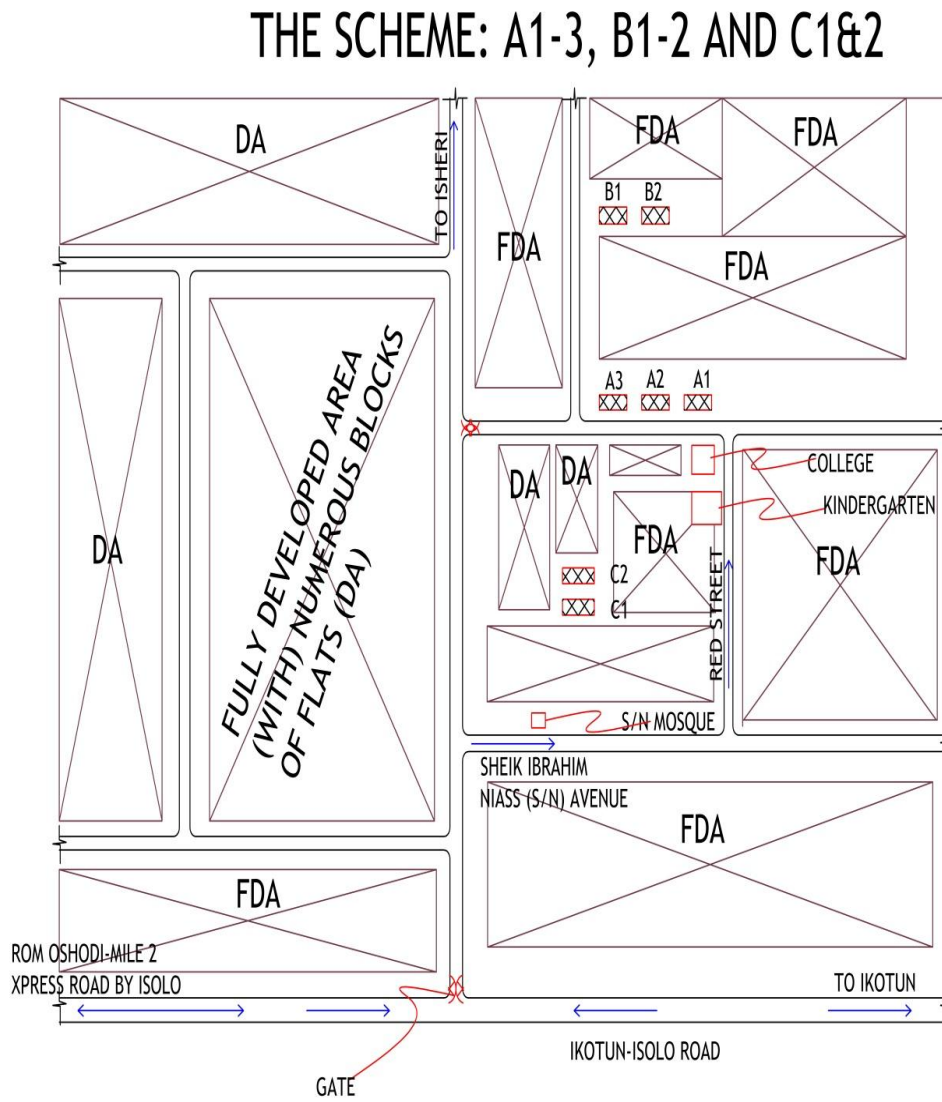 THE SCHEME: A1-3, B1-2 AND C1&2
DA
TO ISHERI
FDA
FDA
FDA
B1
B2
FDA
A3
A2
A1
DA
FULLY DEVELOPED AREA
(WITH) NUMEROUS BLOCKS
OF FLATS (DA)
DA
DA
FDA
COLLEGE
KINDERGARTEN
FDA
C2
C1
RED STREET
S/N MOSQUE
SHEIK IBRAHIM
NIASS (S/N) AVENUE
FDA
FDA
ROM OSHODI-MILE 2
XPRESS ROAD BY ISOLO
TO IKOTUN
IKOTUN-ISOLO ROAD
GATE